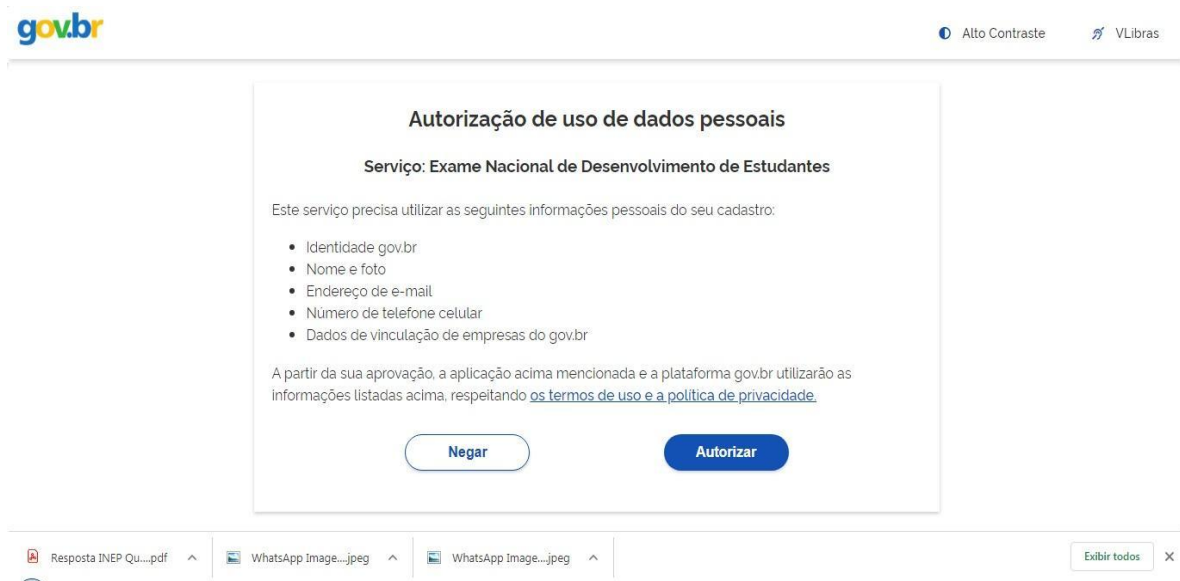 gov.br
Alto Contraste
VLibras
Autorização de uso de dados pessoais
Serviço: Exame Nacional de Desenvolvimento de Estudantes
Este serviço precisa utilizar as seguintes informações pessoais do seu cadastro:
Identidade gov.br
Nome e foto
Endereço de e-mail
Número de telefone celular
Dados de vinculação de empresas do gov.br
A partir da sua aprovação, a aplicação acima mencionada e a plataforma gov.br utilizarão as
informações listadas acima, respeitando os termos de uso e a política de privacidade.
Negar
Autorizar
Resposta INEP Qu....pdf
WhatsApp Image....jpeg
WhatsApp Image....jpeg
Exibir todos